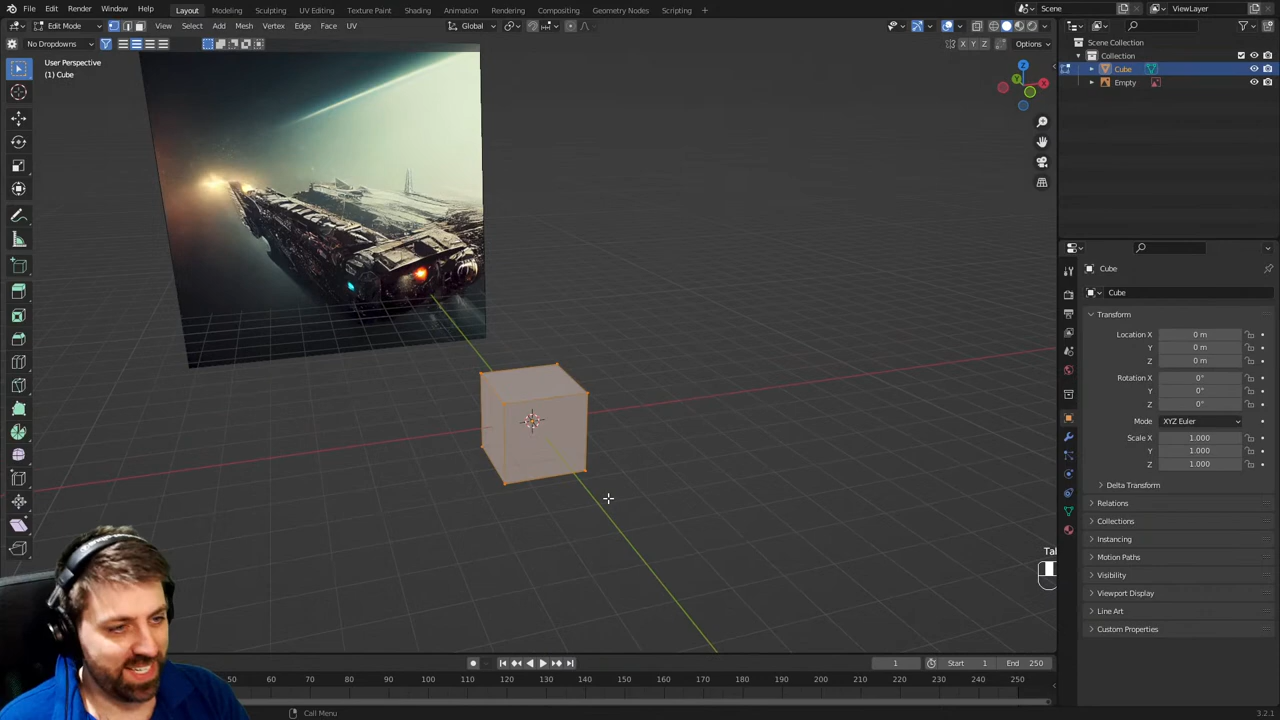 File Edit Render Window Help Layout Modeling Sculpting UV Editing Texture Paint Shading Animation Rendering Compositing Geometry Nodes Scripting Scene ViewLayer
Edit Mode View Select Add Mesh Vertex Edge Face UV Global
No Dropdowns X Y Z Options
User Perspective
(1) Cube
Z
Y
X
Scene Collection
Collection
Cube
Empty
Cube
Cube
Transform
Location X 0 m
Y 0 m
Z 0 m
Rotation X 0°
Y 0°
Z 0°
Mode XYZ Euler
Scale X 1.000
Y 1.000
Z 1.000
Delta Transform
Relations
Collections
Instancing
Motion Paths
Visibility
Viewport Display
Line Art
Custom Properties
1 Start 1 End 250
30 40 50 60 70 80 90 100 110 120 130 140 150 160 170 180 190 200 210 220 230 240 250
Call Menu 3.2.1